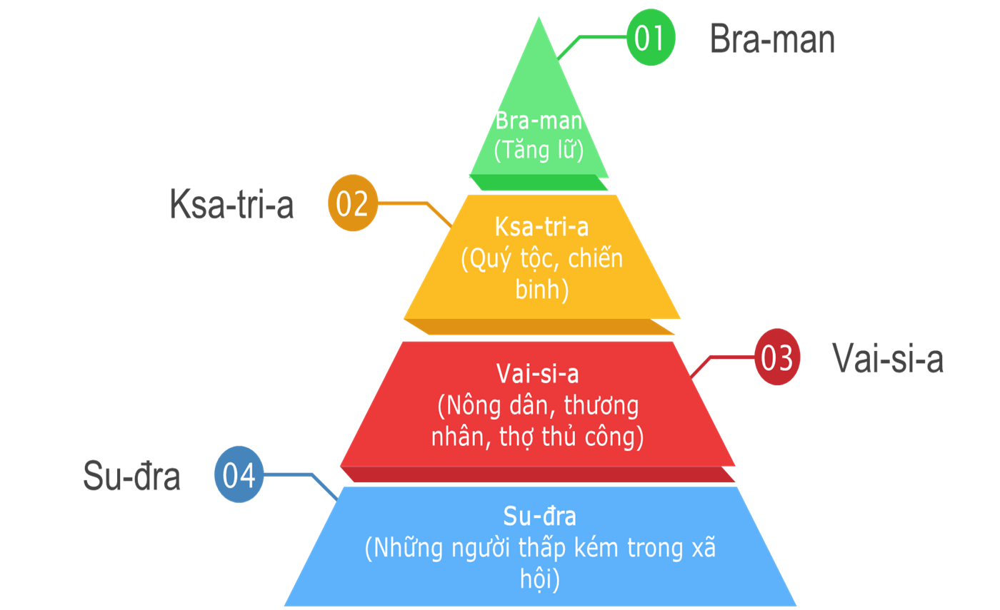 01
Bra-man
Bra-man
(Tăng lữ)
Ksa-tri-a
02
Ksa-tri-a
(Quý tộc, chiến
binh)
03
Vai-si-a
Vai-si-a
(Nông dân, thương
nhân, thợ thủ công)
Su-đra
04
Su-đra
(Những người thấp kém trong xã
hội)